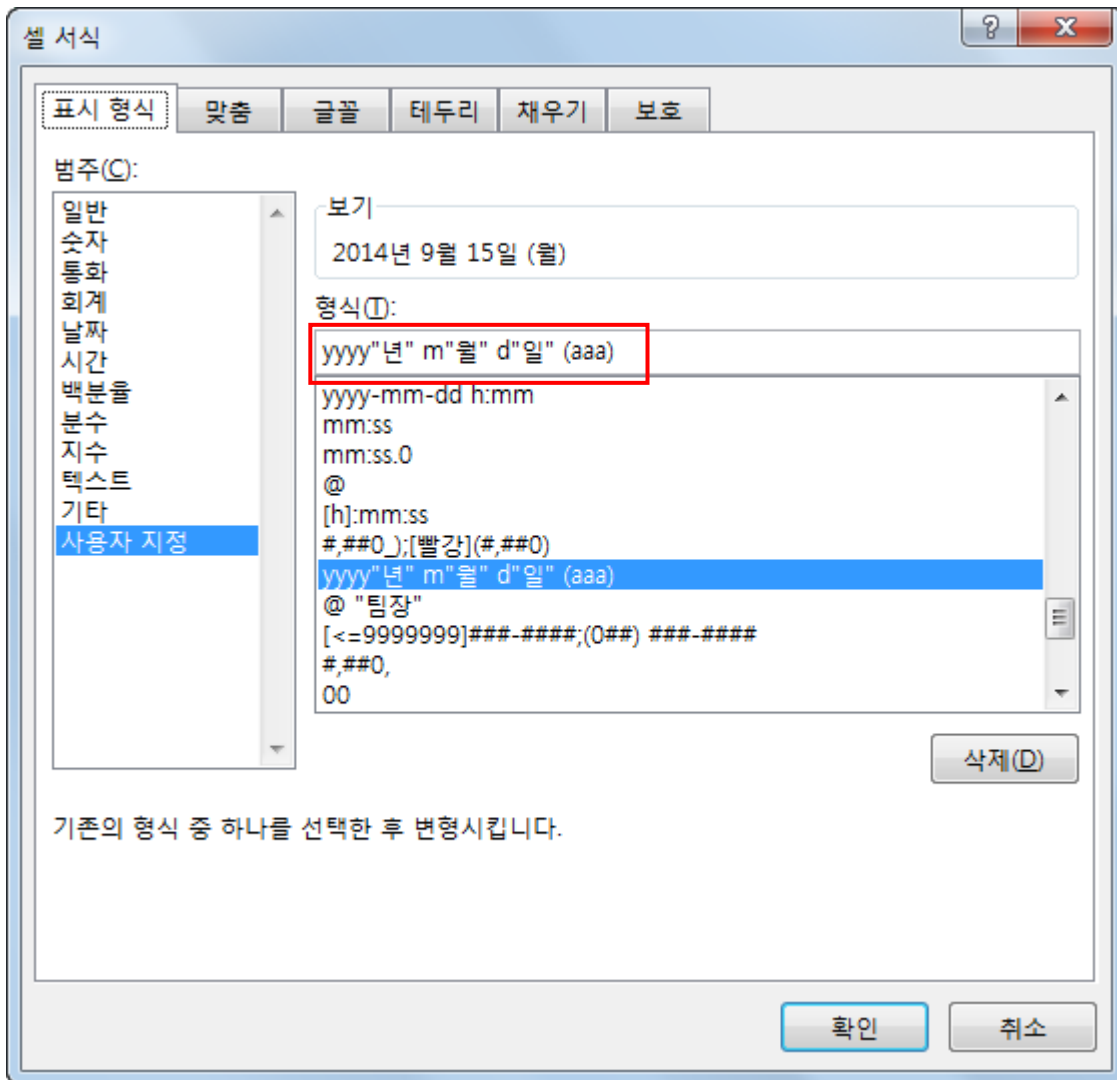 셀 서식
표시 형식 맞춤 글꼴 테두리 채우기 보호
범주(C):
일반
숫자
통화
회계
날짜
시간
백분율
분수
지수
텍스트
기타
사용자 지정
보기
2014년 9월 15일 (월)
형식(T):
yyyy"년" m"월" d"일" (aaa)
yyyy-mm-dd h:mm
mm:ss
mm:ss.0
@
[h]:mm:ss
#,##0_);[빨강](#,##0)
yyyy"년" m"월" d"일" (aaa)
@ "팀장"
[<=9999999]###-####;(0##) ###-####
#,##0,
00
삭제(D)
기존의 형식 중 하나를 선택한 후 변형시킵니다.
확인 취소